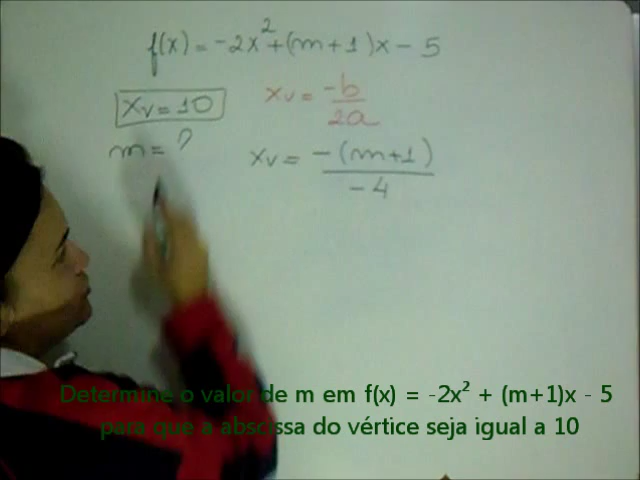 f(x) = -2x² + (m+1)x - 5
xv = 10
xv = -b / 2a
m = ?
xv = -(m+1) / -4
Determine o valor de m em f(x) = -2x² + (m+1)x - 5
para que a abscissa do vértice seja igual a 10